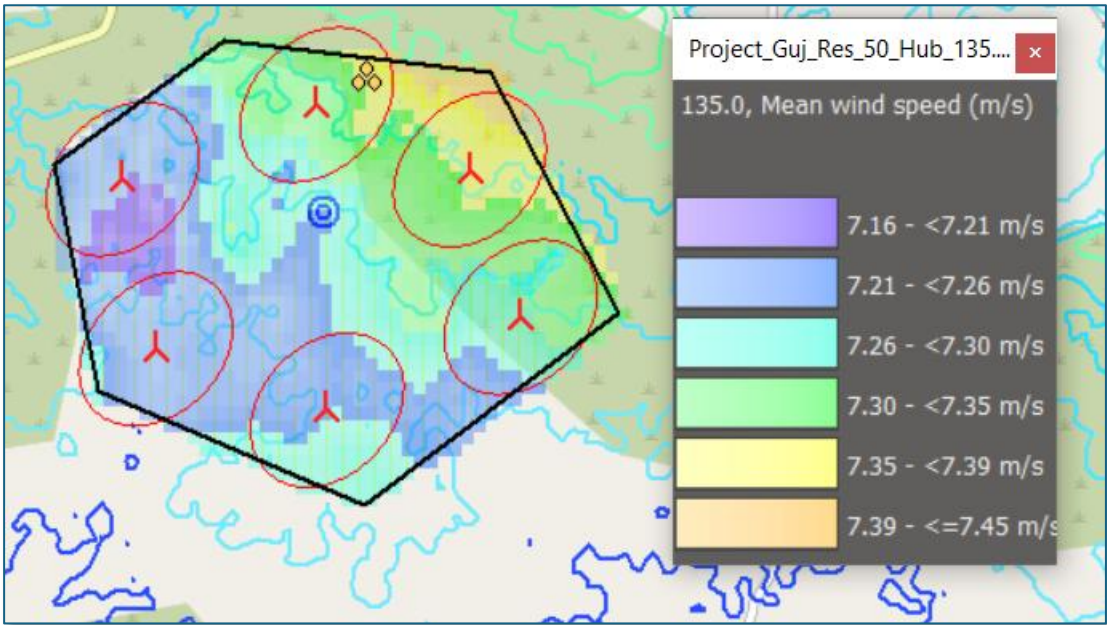 Project_Guj_Res_50_Hub_135....
×
135.0, Mean wind speed (m/s)
7.16 - <7.21 m/s
7.21 - <7.26 m/s
7.26 - <7.30 m/s
7.30 - <7.35 m/s
7.35 - <7.39 m/s
7.39 - <=7.45 m/s